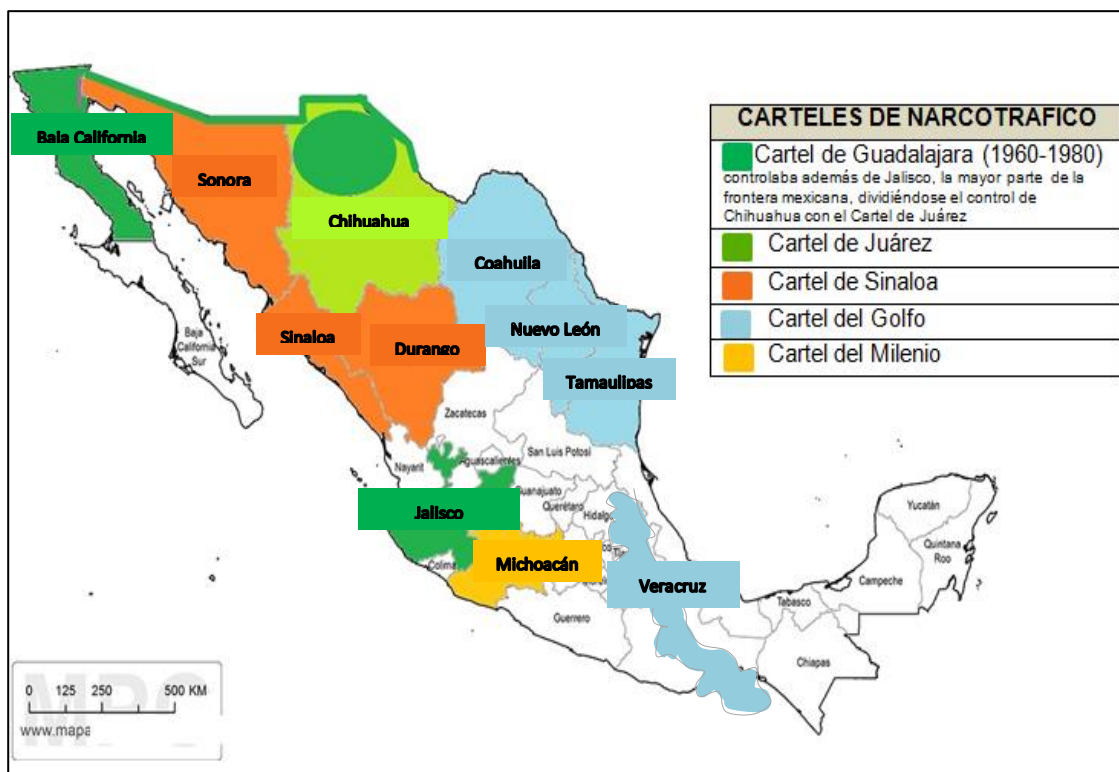 CARTELES DE NARCOTRAFICO
Cartel de Guadalajara (1960-1980)
controlaba además de Jalisco, la mayor parte de la
frontera mexicana, dividiéndose el control de
Chihuahua con el Cartel de Juárez
Cartel de Juárez
Cartel de Sinaloa
Cartel del Golfo
Cartel del Milenio
Baja California
Sonora
Chihuahua
Coahuila
Nuevo León
Sinaloa
Durango
Tamaulipas
Baja
California
Sur
Zacatecas
San Luis Potosí
Nayarit
Aguascalientes
Guanajuato
Querétaro
Hidalgo
Jalisco
Colima
Michoacán
Veracruz
Guerrero
Yucatán
Quintana
Roo
Campeche
Tabasco
Chiapas
0 125 250 500 KM
www.mapa